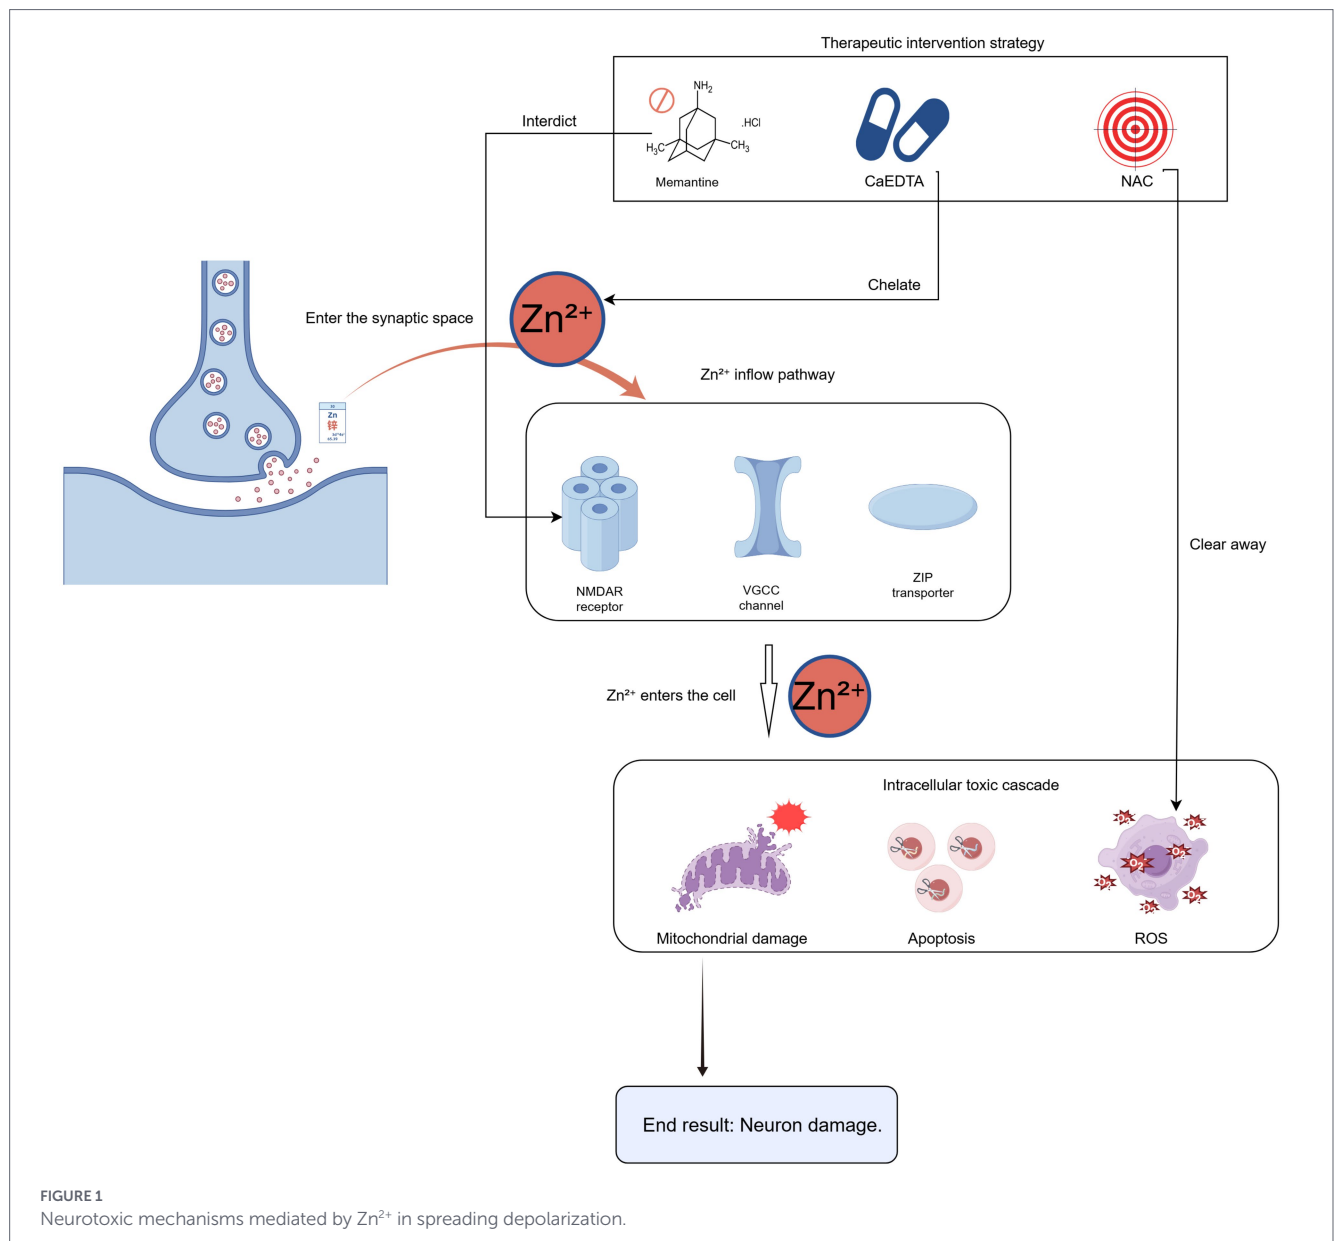 Therapeutic intervention strategy
NH₂
.HCl
H₃C
CH₃
Interdict
Memantine
CaEDTA
NAC
Chelate
Enter the synaptic space
Zn²⁺
Zn²⁺ inflow pathway
Zn
锌
NMDAR
receptor
VGCC
channel
ZIP
transporter
Clear away
Zn²⁺ enters the cell
Zn²⁺
Intracellular toxic cascade
Mitochondrial damage
Apoptosis
ROS
End result: Neuron damage.
FIGURE 1
Neurotoxic mechanisms mediated by Zn²⁺ in spreading depolarization.